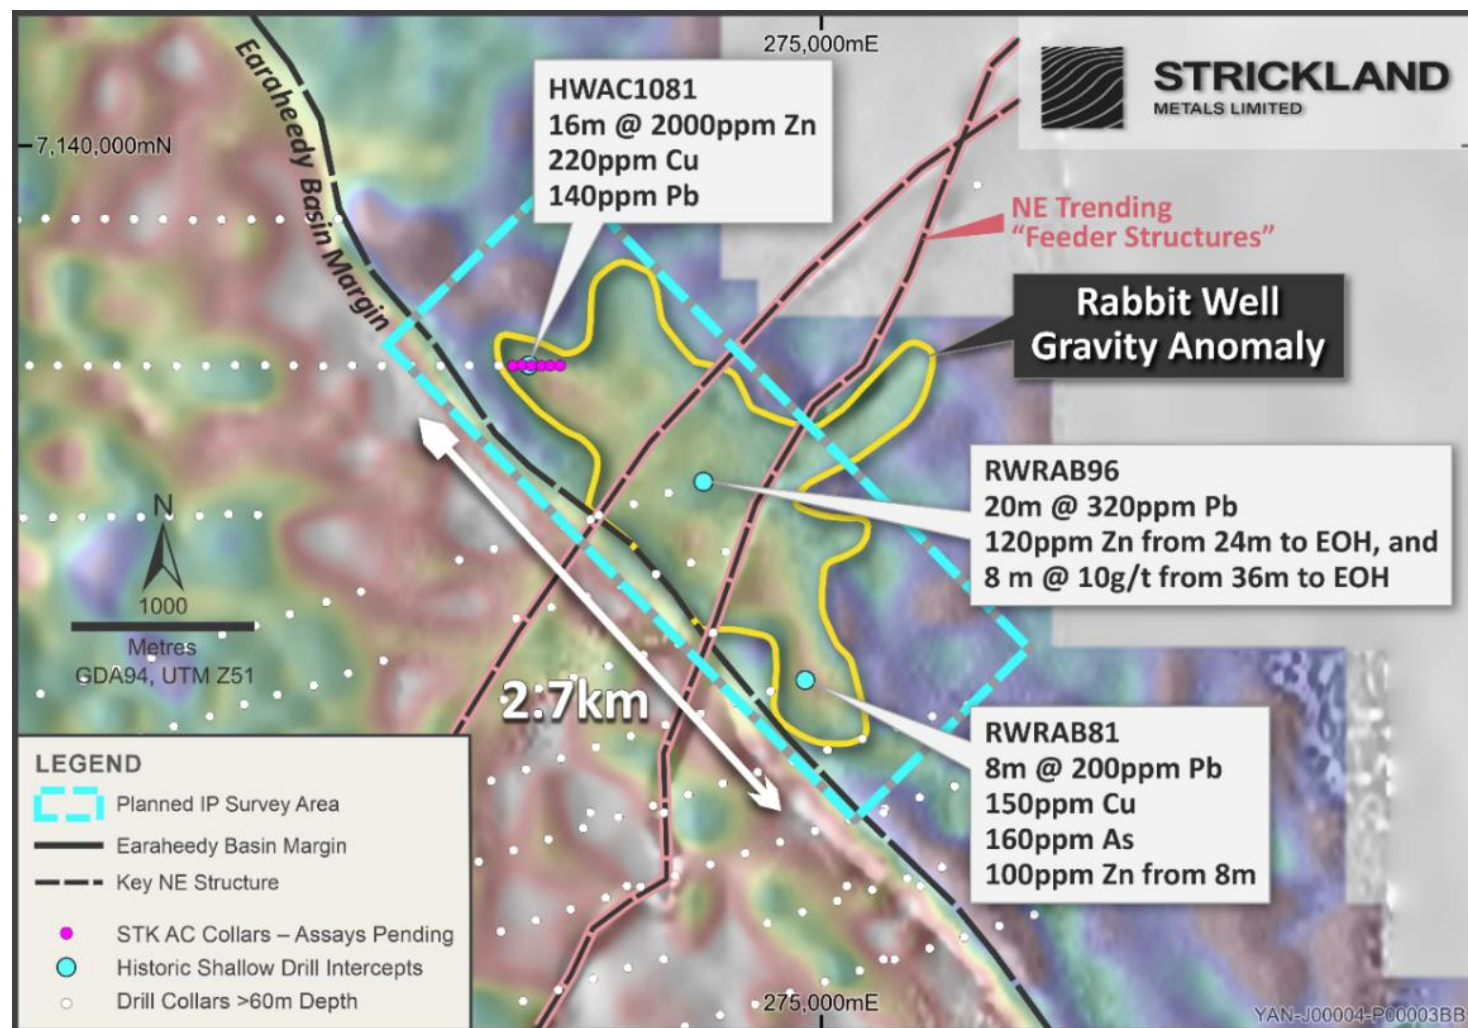 275,000mE
STRICKLAND
METALS LIMITED
Earaheedy Basin Margin
7,140,000mN
HWAC1081
16m @ 2000ppm Zn
220ppm Cu
140ppm Pb
NE Trending
“Feeder Structures”
Rabbit Well
Gravity Anomaly
RWRAB96
20m @ 320ppm Pb
120ppm Zn from 24m to EOH, and
8 m @ 10g/t from 36m to EOH
N
1000
Metres
GDA94, UTM Z51
2.7km
RWRAB81
8m @ 200ppm Pb
150ppm Cu
160ppm As
100ppm Zn from 8m
LEGEND
Planned IP Survey Area
Earaheedy Basin Margin
Key NE Structure
STK AC Collars – Assays Pending
Historic Shallow Drill Intercepts
Drill Collars >60m Depth
275,000mE
YAN-J00004-P00003BB